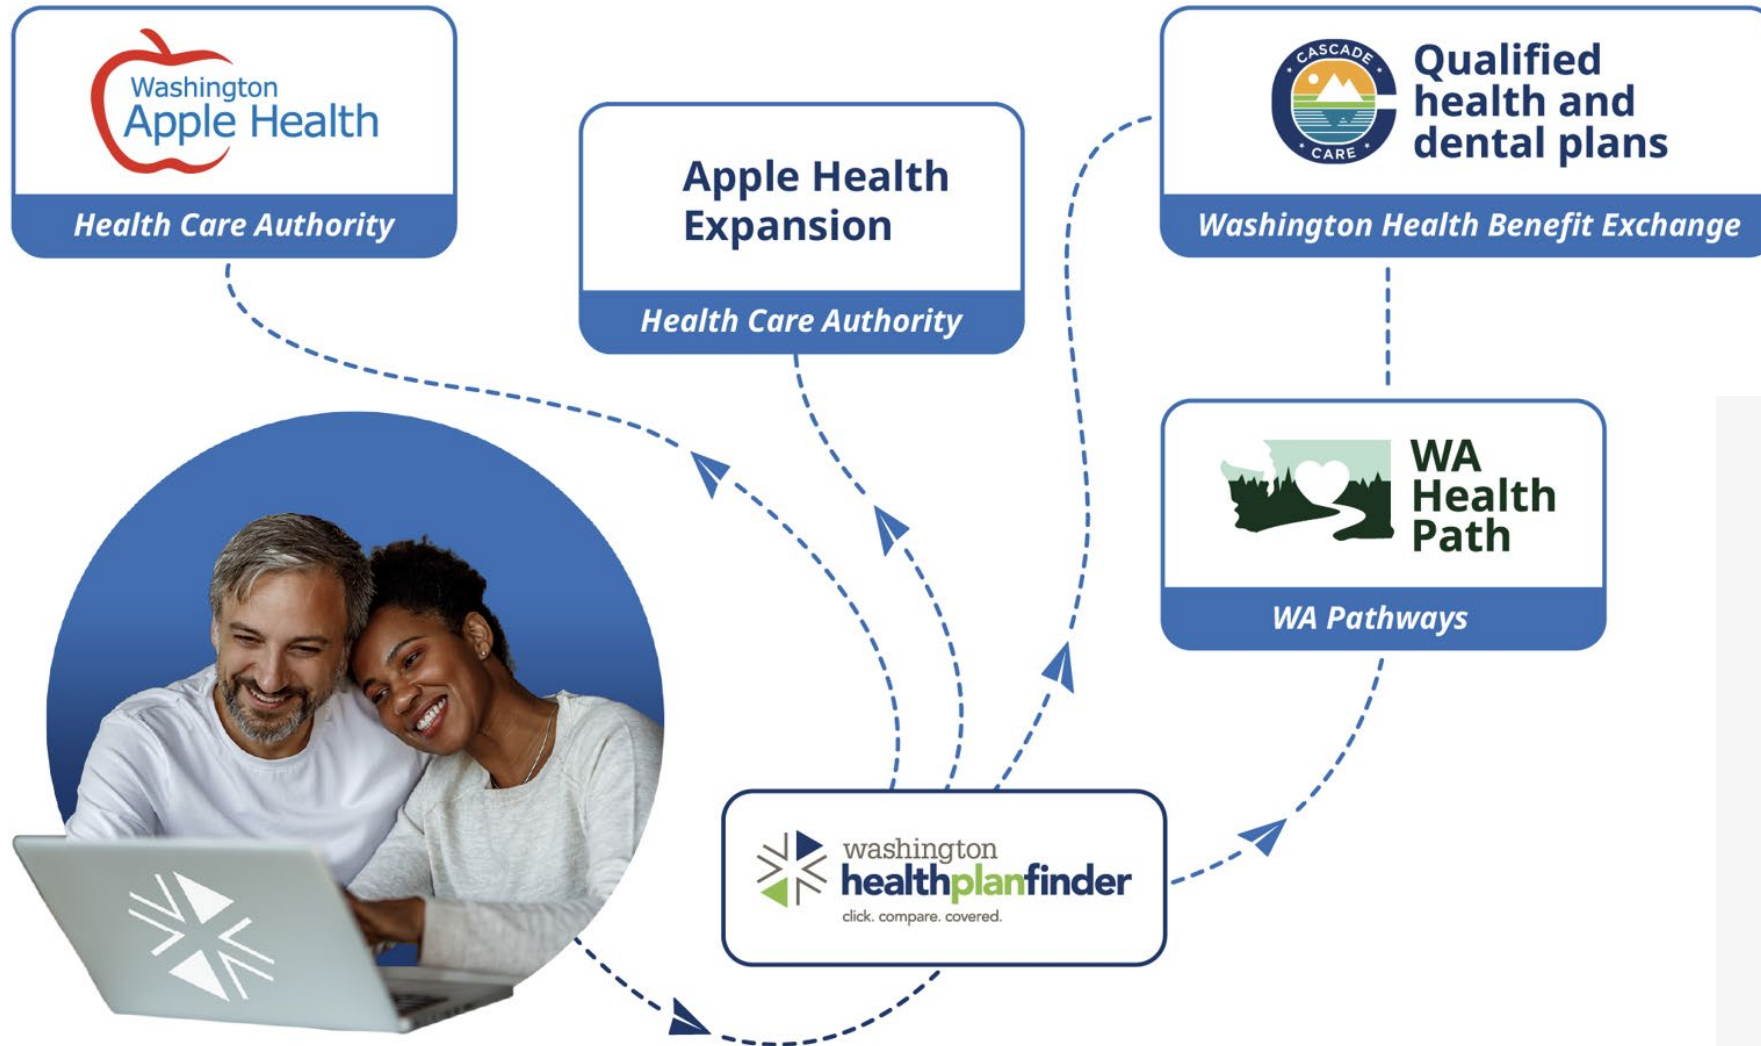 Washington
Apple Health
Health Care Authority
Apple Health
Expansion
Health Care Authority
CASCADE
CARE
Qualified
health and
dental plans
Washington Health Benefit Exchange
WA
Health
Path
WA Pathways
washington
healthplanfinder
click. compare. covered.